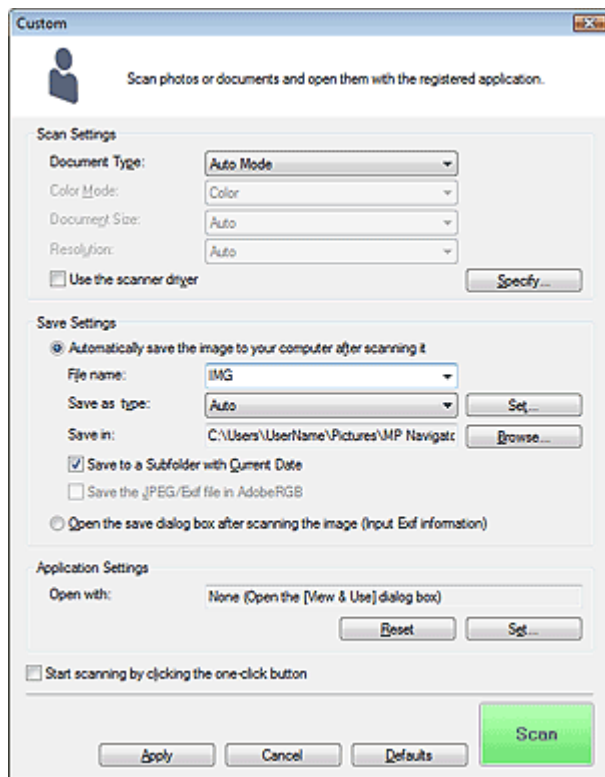 Custom
Scan photos or documents and open them with the registered application.
Scan Settings
Document Type: Auto Mode
Color Mode: Color
Document Size: Auto
Resolution: Auto
Use the scanner driver Specify...
Save Settings
Automatically save the image to your computer after scanning it
File name: IMG
Save as type: Auto Set...
Save in: C:\Users\UserName\Pictures\MP Navigato Browse...
Save to a Subfolder with Current Date
Save the JPEG/Exif file in AdobeRGB
Open the save dialog box after scanning the image (Input Exif information)
Application Settings
Open with: None (Open the [View & Use] dialog box)
Reset Set...
Start scanning by clicking the one-click button
Scan
Apply Cancel Defaults